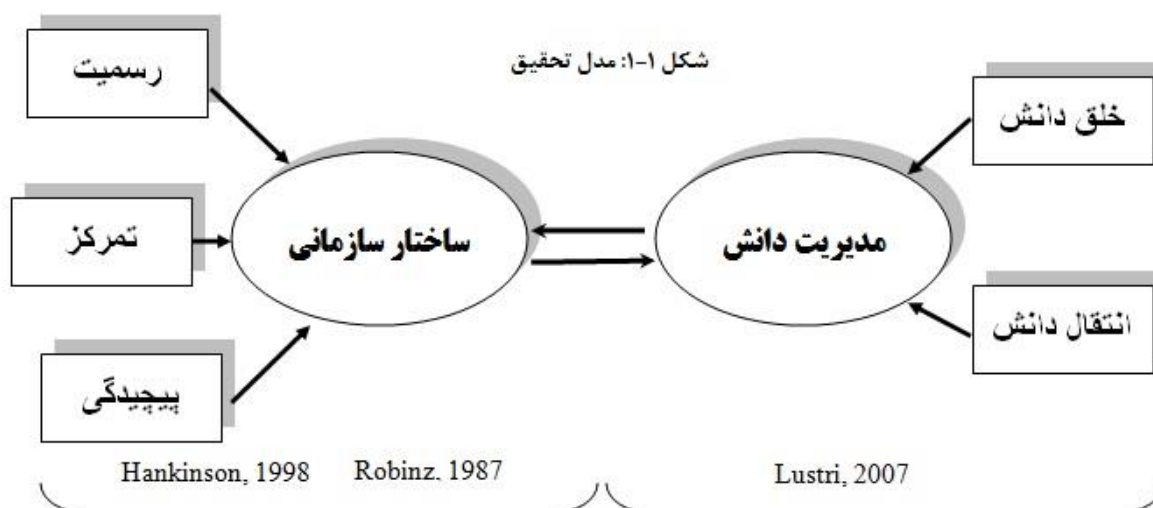 شکل ۱-۱: مدل تحقیق
رسمیت
خلق دانش
تمرکز
ساختار سازمانی
مدیریت دانش
انتقال دانش
پیچیدگی
Hankinson, 1998
Robinz, 1987
Lustri, 2007